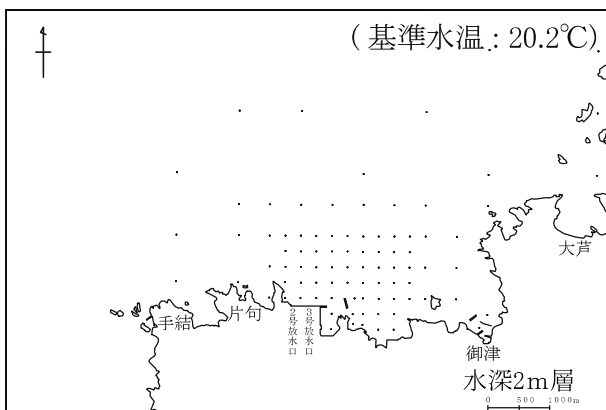 (基準水温:20.2℃)
大芦
手結
片句
2号放水口
3号放水口
御津
水深2m層
0 500 1000m